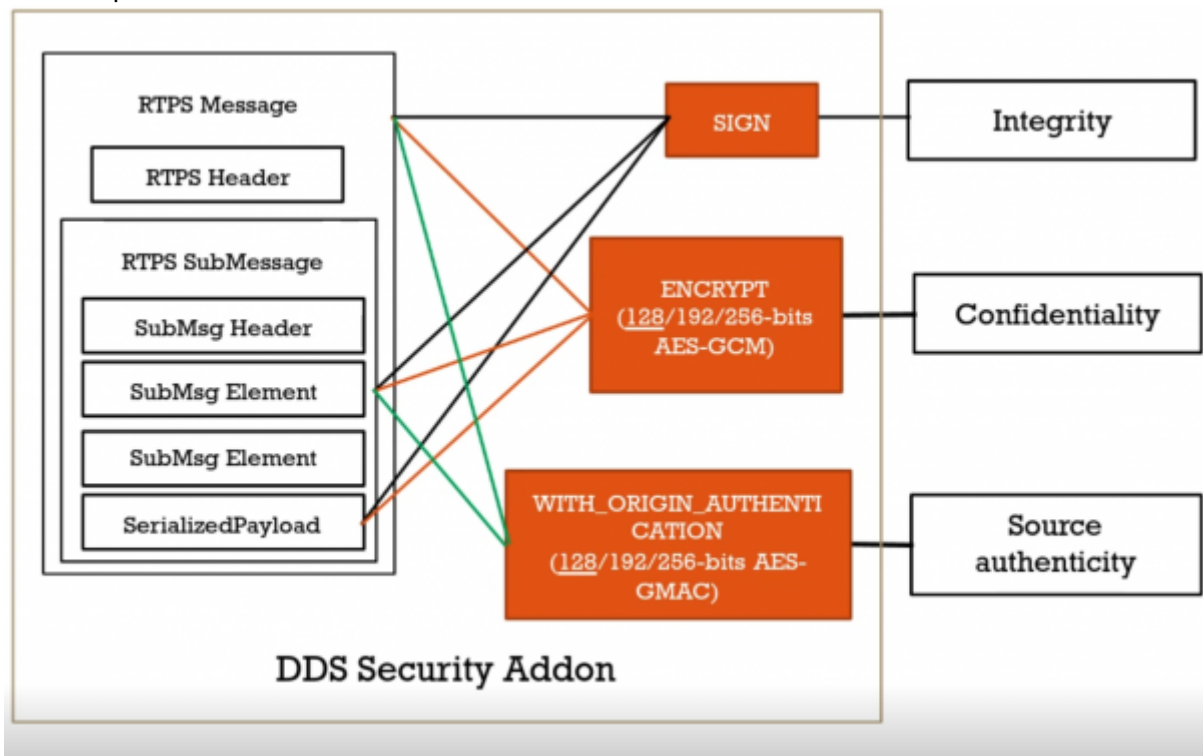 RTPS Message
RTPS Header
RTPS SubMessage
SubMsg Header
SubMsg Element
SubMsg Element
SerializedPayload
SIGN
ENCRYPT
(128/192/256-bits
AES-GCM)
WITH_ORIGIN_AUTHENTI
CATION
(128/192/256-bits AES-
GMAC)
Integrity
Confidentiality
Source
authenticity
DDS Security Addon